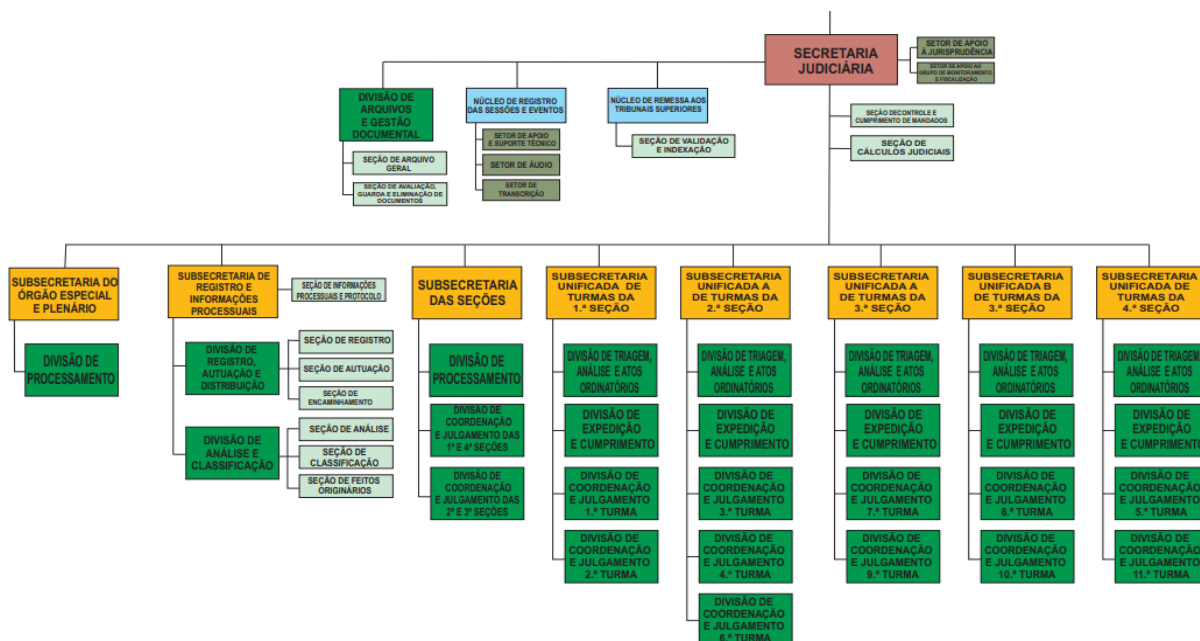 SECRETARIA
JUDICIÁRIA
SETOR DE APOIO
À JURISPRUDÊNCIA
SETOR DE APOIO AO
GRUPO DE MONITORAMENTO
E FISCALIZAÇÃO
DIVISÃO DE
ARQUIVOS
E GESTÃO
DOCUMENTAL
SEÇÃO DE ARQUIVO
GERAL
SEÇÃO DE AVALIAÇÃO,
GUARDA E ELIMINAÇÃO DE
DOCUMENTOS
NÚCLEO DE REGISTRO
DAS SESSÕES E EVENTOS
SETOR DE APOIO
E SUPORTE TÉCNICO
SETOR DE ÁUDIO
SETOR DE
TRANSCRIÇÃO
NÚCLEO DE REMESSA AOS
TRIBUNAIS SUPERIORES
SEÇÃO DE VALIDAÇÃO
E INDEXAÇÃO
SEÇÃO DECONTROLE E
CUMPRIMENTO DE MANDADOS
SEÇÃO DE
CÁLCULOS JUDICIAIS
SUBSECRETARIA DO
ÓRGÃO ESPECIAL
E PLENÁRIO
DIVISÃO DE
PROCESSAMENTO
SUBSECRETARIA DE
REGISTRO E
INFORMAÇÕES
PROCESSUAIS
SEÇÃO DE INFORMAÇÕES
PROCESSUAIS E PROTOCOLO
DIVISÃO DE
REGISTRO,
AUTUAÇÃO E
DISTRIBUIÇÃO
SEÇÃO DE REGISTRO
SEÇÃO DE AUTUAÇÃO
SEÇÃO DE
ENCAMINHAMENTO
DIVISÃO DE
ANÁLISE E
CLASSIFICAÇÃO
SEÇÃO DE ANÁLISE
SEÇÃO DE
CLASSIFICAÇÃO
SEÇÃO DE FEITOS
ORIGINÁRIOS
SUBSECRETARIA
DAS SEÇÕES
DIVISÃO DE
PROCESSAMENTO
DIVISÃO DE
COORDENAÇÃO
E JULGAMENTO DAS
1ª E 4ª SEÇÕES
DIVISÃO DE
COORDENAÇÃO
E JULGAMENTO DAS
2ª E 3ª SEÇÕES
SUBSECRETARIA
UNIFICADA DE
TURMAS DA
1.ª SEÇÃO
DIVISÃO DE TRIAGEM,
ANÁLISE E ATOS
ORDINATÓRIOS
DIVISÃO DE
EXPEDIÇÃO
E CUMPRIMENTO
DIVISÃO DE
COORDENAÇÃO
E JULGAMENTO
1.ª TURMA
DIVISÃO DE
COORDENAÇÃO
E JULGAMENTO
2.ª TURMA
SUBSECRETARIA
UNIFICADA A
DE TURMAS DA
2.ª SEÇÃO
DIVISÃO DE TRIAGEM,
ANÁLISE E ATOS
ORDINATÓRIOS
DIVISÃO DE
EXPEDIÇÃO
E CUMPRIMENTO
DIVISÃO DE
COORDENAÇÃO
E JULGAMENTO
3.ª TURMA
DIVISÃO DE
COORDENAÇÃO
E JULGAMENTO
4.ª TURMA
DIVISÃO DE
COORDENAÇÃO
E JULGAMENTO
6.ª TURMA
SUBSECRETARIA
UNIFICADA A
DE TURMAS DA
3.ª SEÇÃO
DIVISÃO DE TRIAGEM,
ANÁLISE E ATOS
ORDINATÓRIOS
DIVISÃO DE
EXPEDIÇÃO
E CUMPRIMENTO
DIVISÃO DE
COORDENAÇÃO
E JULGAMENTO
7.ª TURMA
DIVISÃO DE
COORDENAÇÃO
E JULGAMENTO
9.ª TURMA
SUBSECRETARIA
UNIFICADA B
DE TURMAS DA
3.ª SEÇÃO
DIVISÃO DE TRIAGEM,
ANÁLISE E ATOS
ORDINATÓRIOS
DIVISÃO DE
EXPEDIÇÃO
E CUMPRIMENTO
DIVISÃO DE
COORDENAÇÃO
E JULGAMENTO
8.ª TURMA
DIVISÃO DE
COORDENAÇÃO
E JULGAMENTO
10.ª TURMA
SUBSECRETARIA
UNIFICADA DE
TURMAS DA
4.ª SEÇÃO
DIVISÃO DE TRIAGEM,
ANÁLISE E ATOS
ORDINATÓRIOS
DIVISÃO DE
EXPEDIÇÃO
E CUMPRIMENTO
DIVISÃO DE
COORDENAÇÃO
E JULGAMENTO
5.ª TURMA
DIVISÃO DE
COORDENAÇÃO
E JULGAMENTO
11.ª TURMA